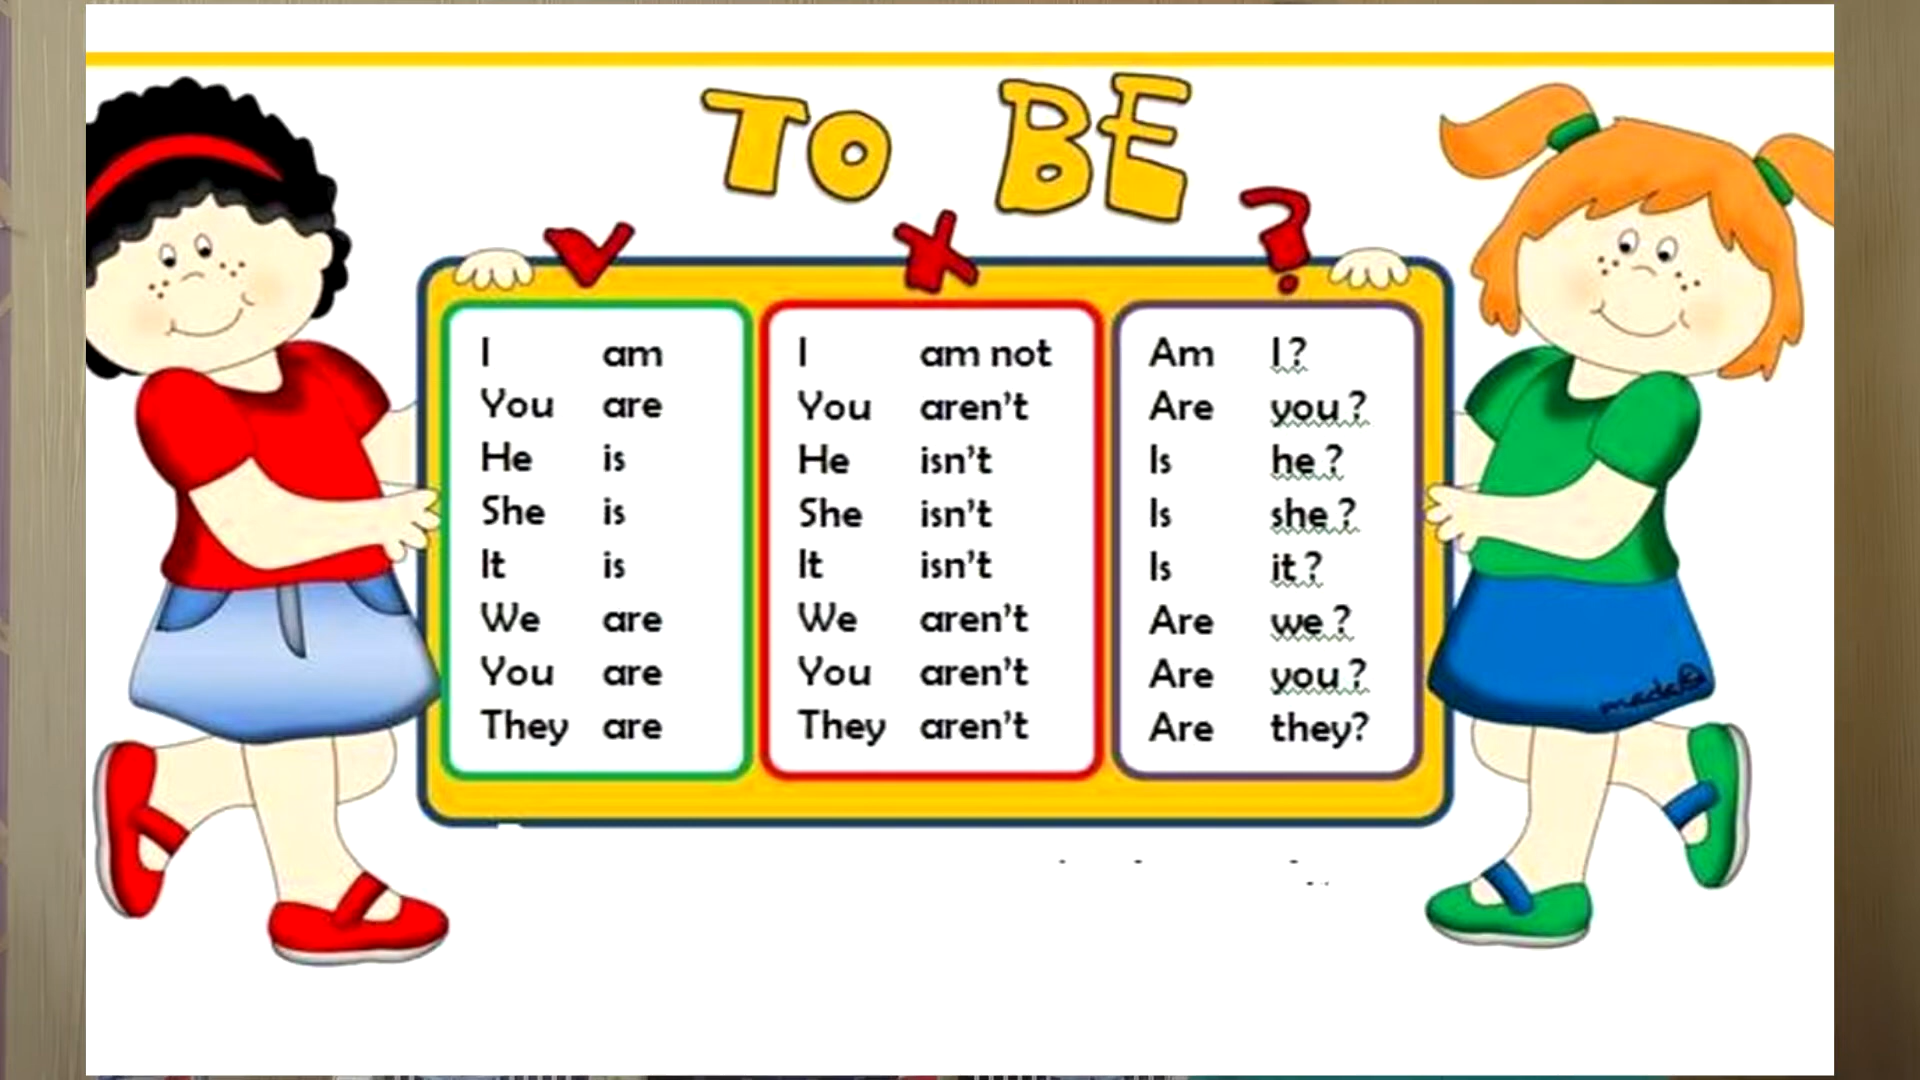 TO BE
I am
You are
He is
She is
It is
We are
You are
They are
I am not
You aren't
He isn't
She isn't
It isn't
We aren't
You aren't
They aren't
Am I?
Are you?
Is he?
Is she?
Is it?
Are we?
Are you?
Are they?